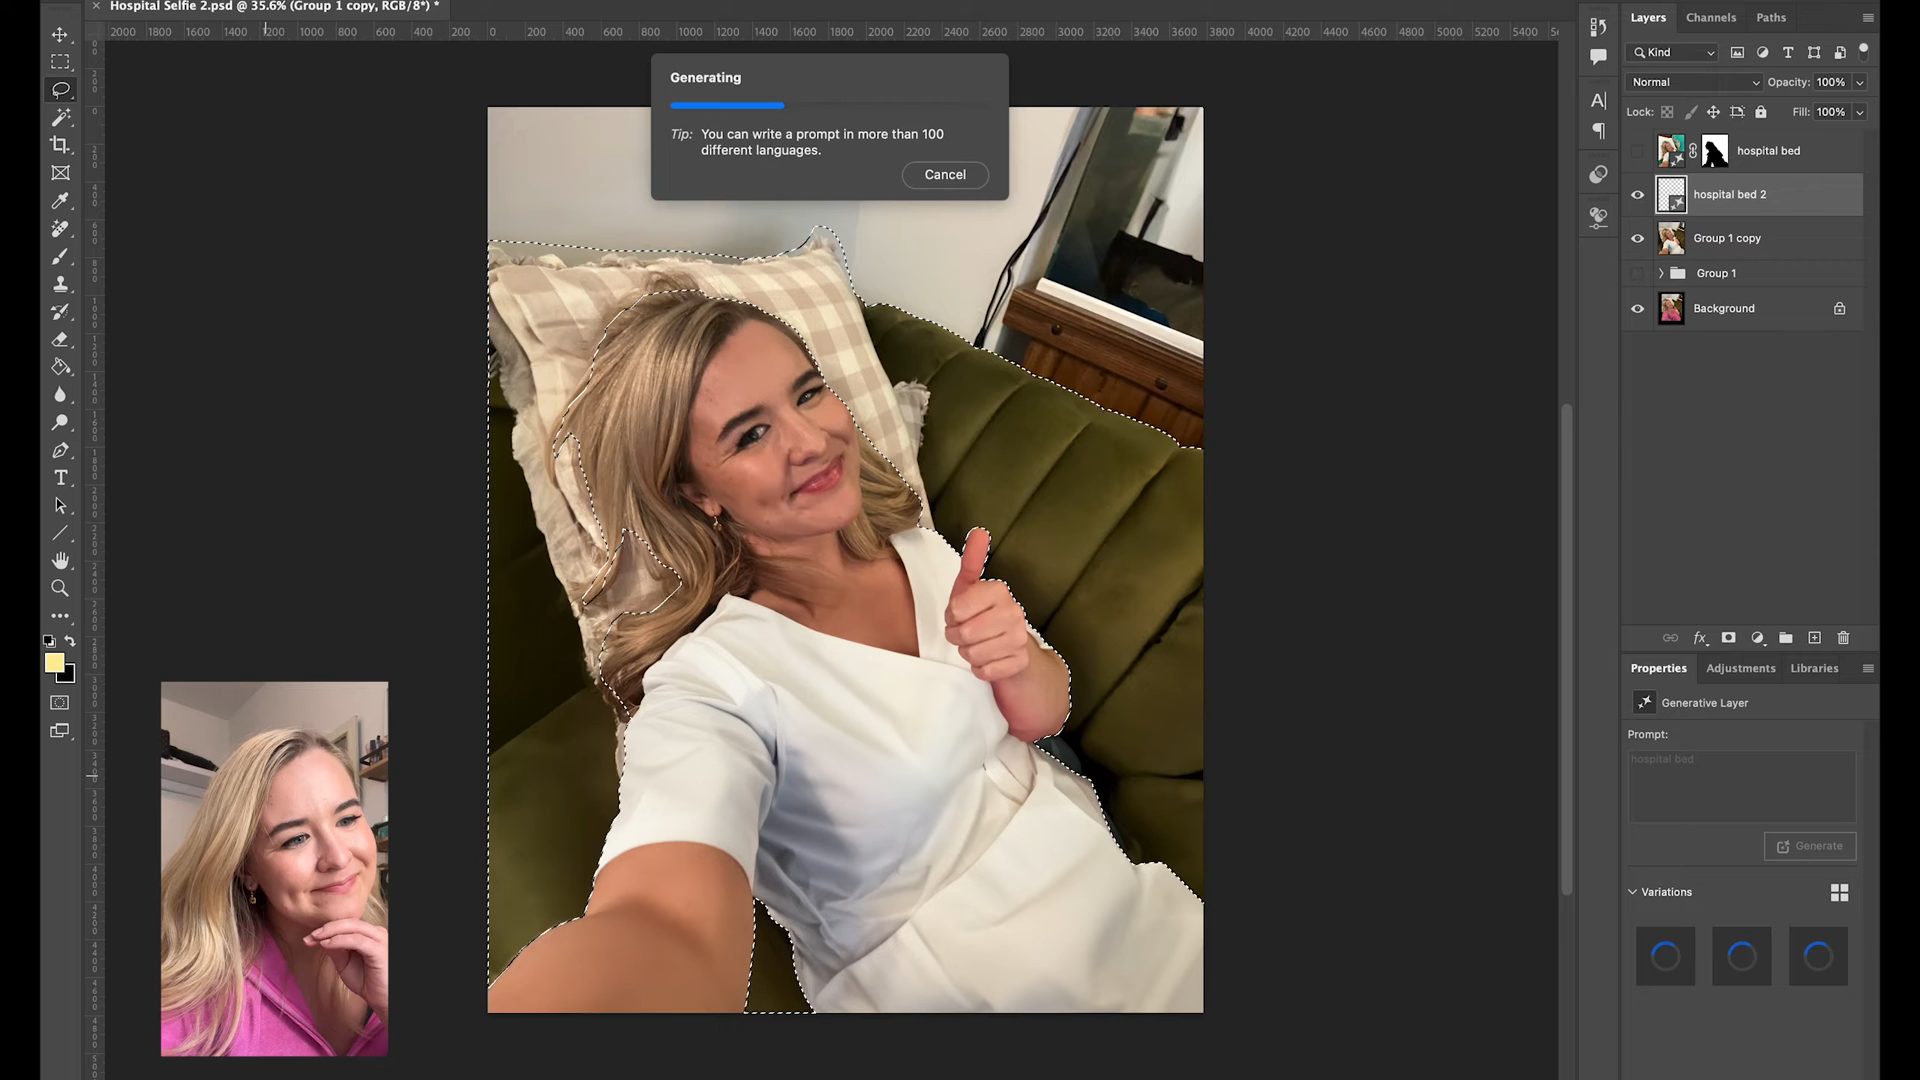 Hospital Selfie 2.psd @ 35.6% (Group 1 copy, RGB/8*) *
2000 1800 1600 1400 1200 1000 800 600 400 200 0 200 400 600 800 1000 1200 1400 1600 1800 2000 2200 2400 2600 2800 3000 3200 3400 3600 3800 4000 4200 4400 4600 4800 5000 5200 5400
Generating
Tip: You can write a prompt in more than 100
different languages.
Cancel
Layers Channels Paths
Kind
Normal Opacity: 100%
Lock: Fill: 100%
hospital bed
hospital bed 2
Group 1 copy
Group 1
Background
fx
Properties Adjustments Libraries
Generative Layer
Prompt:
hospital bed
Generate
Variations